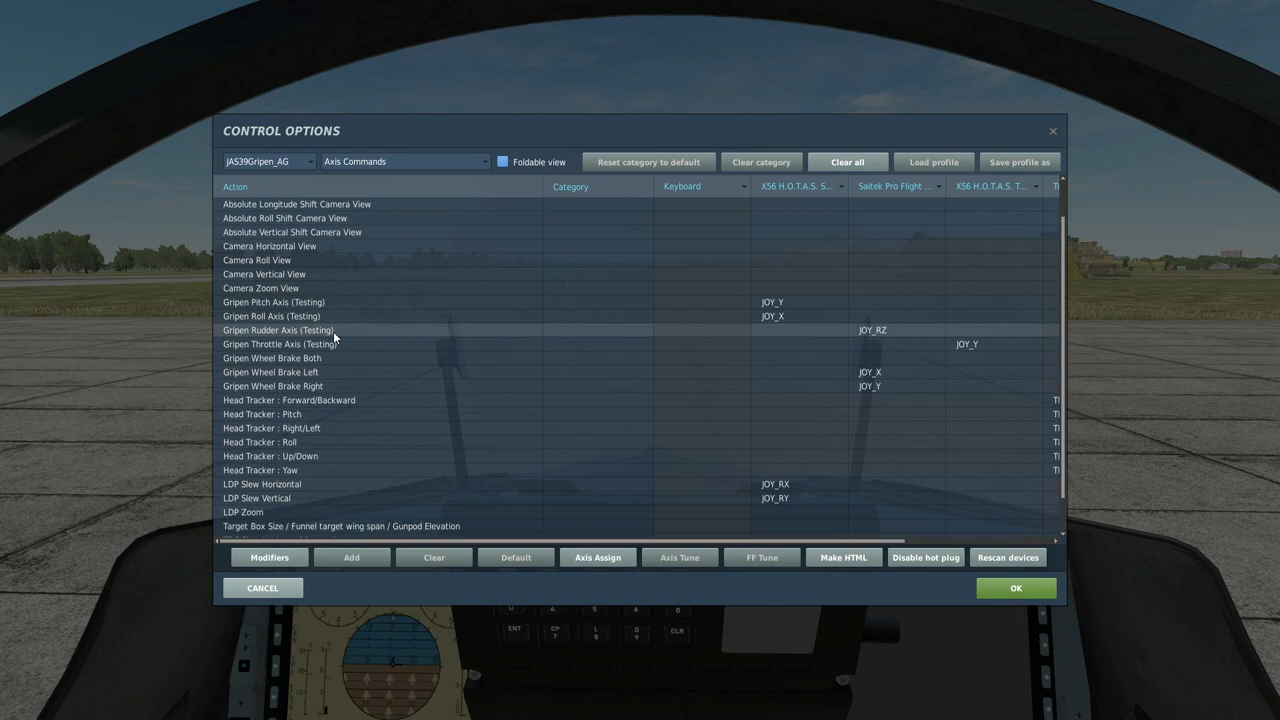 CONTROL OPTIONS ×
JAS39Gripen_AG Axis Commands Foldable view Reset category to default Clear category Clear all Load profile Save profile as
Action Category Keyboard X56 H.O.T.A.S. S... Saitek Pro Flight ... X56 H.O.T.A.S. T...
Absolute Longitude Shift Camera View
Absolute Roll Shift Camera View
Absolute Vertical Shift Camera View
Camera Horizontal View
Camera Roll View
Camera Vertical View
Camera Zoom View
Gripen Pitch Axis (Testing) JOY_Y
Gripen Roll Axis (Testing) JOY_X
Gripen Rudder Axis (Testing) JOY_RZ
Gripen Throttle Axis (Testing) JOY_Y
Gripen Wheel Brake Both
Gripen Wheel Brake Left JOY_X
Gripen Wheel Brake Right JOY_Y
Head Tracker : Forward/Backward
Head Tracker : Pitch
Head Tracker : Right/Left
Head Tracker : Roll
Head Tracker : Up/Down
Head Tracker : Yaw
LDP Slew Horizontal JOY_RX
LDP Slew Vertical JOY_RY
LDP Zoom
Target Box Size / Funnel target wing span / Gunpod Elevation
Modifiers Add Clear Default Axis Assign Axis Tune FF Tune Make HTML Disable hot plug Rescan devices
CANCEL OK
ENT CP 7 L 8 D 9 CLR